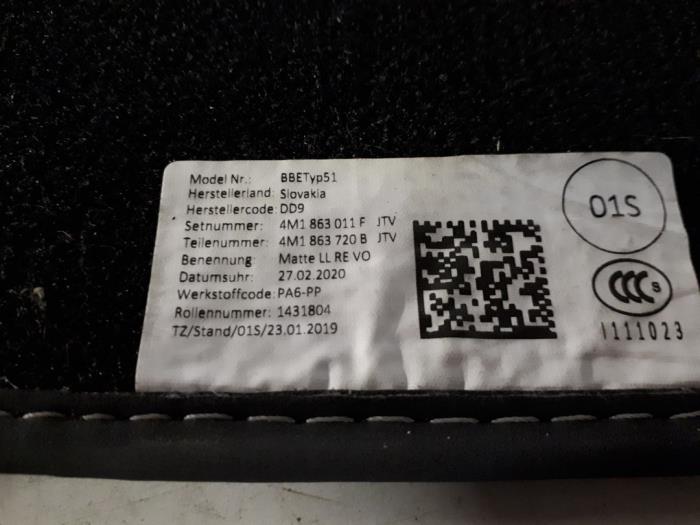 Model Nr.: BBETyp51
Herstellerland: Slovakia
Herstellercode: DD9
Setnummer: 4M1 863 011 F JTV
Teilenummer: 4M1 863 720 B JTV
Benennung: Matte LL RE VO
Datumsuhr: 27.02.2020
Werkstoffcode: PA6-PP
Rollennummer: 1431804
TZ/Stand/01S/23.01.2019
01S
CCC S
I111023